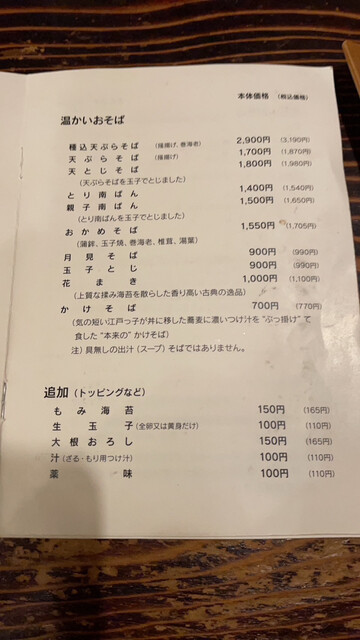 本体価格 (税込価格)
温かいおそば
種込天ぷらそば (掻揚げ、巻海老) 2,900円 (3,190円)
天ぷらそば (掻揚げ) 1,700円 (1,870円)
天とじそば 1,800円 (1,980円)
(天ぷらそばを玉子でとじました)
とり南ばん 1,400円 (1,540円)
親子南ばん 1,500円 (1,650円)
(とり南ばんを玉子でとじました)
おかめそば 1,550円 (1,705円)
(蒲鉾、玉子焼、巻海老、椎茸、湯葉)
月見そば 900円 (990円)
玉子とじ 900円 (990円)
花まき 1,000円 (1,100円)
(上質な揉み海苔を散らした香り高い古典の逸品)
かけそば 700円 (770円)
(気の短い江戸っ子が丼に移した蕎麦に濃いつけ汁を“ぶっ掛け”て
食した“本来の”かけそば)
注) 具無しの出汁(スープ)そばではありません。
追加(トッピングなど)
もみ海苔 150円 (165円)
生玉子(全卵又は黄身だけ) 100円 (110円)
大根おろし 150円 (165円)
汁(ざる・もり用つけ汁) 100円 (110円)
薬味 100円 (110円)